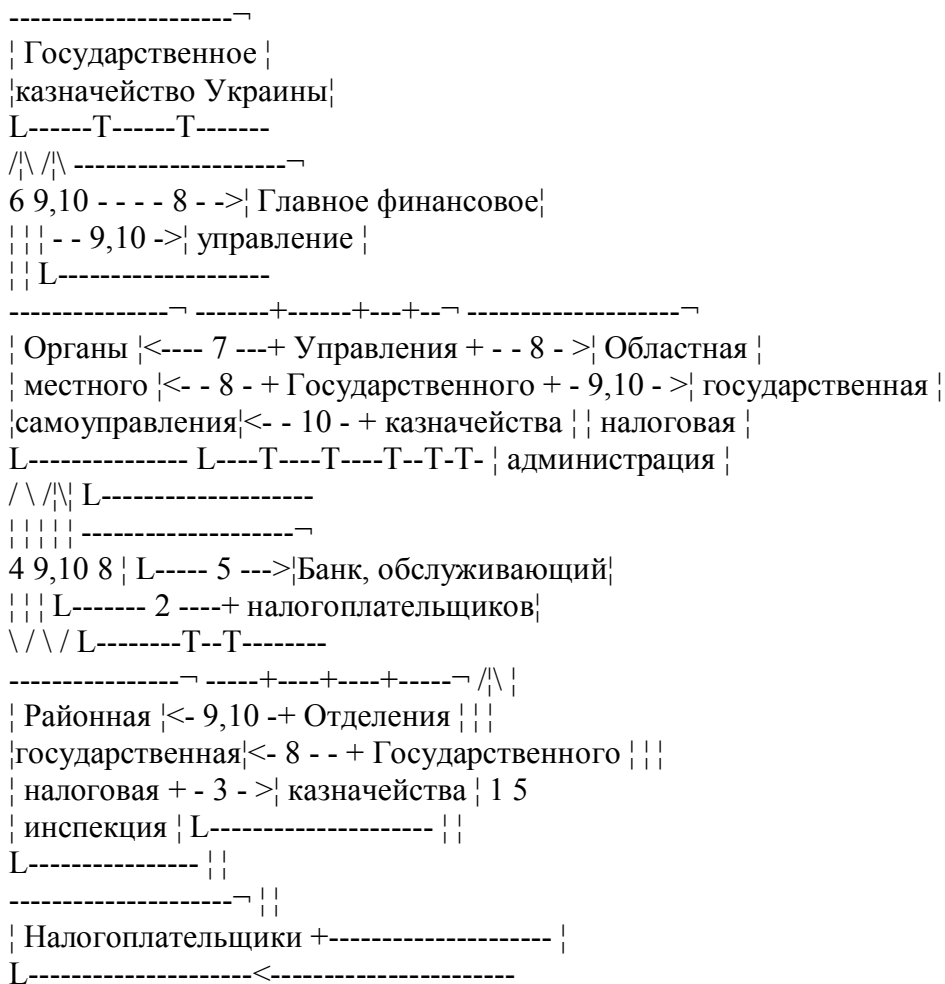 ---------------------¬
¦ Государственное ¦
¦казначейство Украины¦
L------T------T-------
/¦\ /¦\ --------------------¬
6 9,10 - - - - 8 - ->¦ Главное финансовое¦
¦ ¦ ¦ - - 9,10 ->¦ управление ¦
¦ ¦ L--------------------
---------------¬ -------+------+---+--¬ --------------------¬
¦ Органы ¦<---- 7 ---+ Управления + - - 8 - >¦ Областная ¦
¦ местного ¦<- - 8 - + Государственного + - 9,10 - >¦ государственная ¦
¦самоуправления¦<- - 10 - + казначейства ¦ ¦ налоговая ¦
L--------------- L----T----T----T--T-T- ¦ администрация ¦
/ \ /¦\¦ L--------------------
¦ ¦ ¦ ¦ ¦ --------------------¬
4 9,10 8 ¦ L----- 5 --->¦Банк, обслуживающий¦
¦ ¦ ¦ L------- 2 ----+ налогоплательщиков¦
\ / \ / L--------T--T--------
----------------¬ -----+----+----+-----¬ /¦\ ¦
¦ Районная ¦<- 9,10 -+ Отделения ¦ ¦ ¦
¦государственная¦<- 8 - - + Государственного ¦ ¦ ¦
¦ налоговая + - 3 - >¦ казначейства ¦ 1 5
¦ инспекция ¦ L--------------------- ¦ ¦
L---------------- ¦ ¦
---------------------¬ ¦ ¦
¦ Налогоплательщики +--------------------- ¦
L---------------------<-----------------------